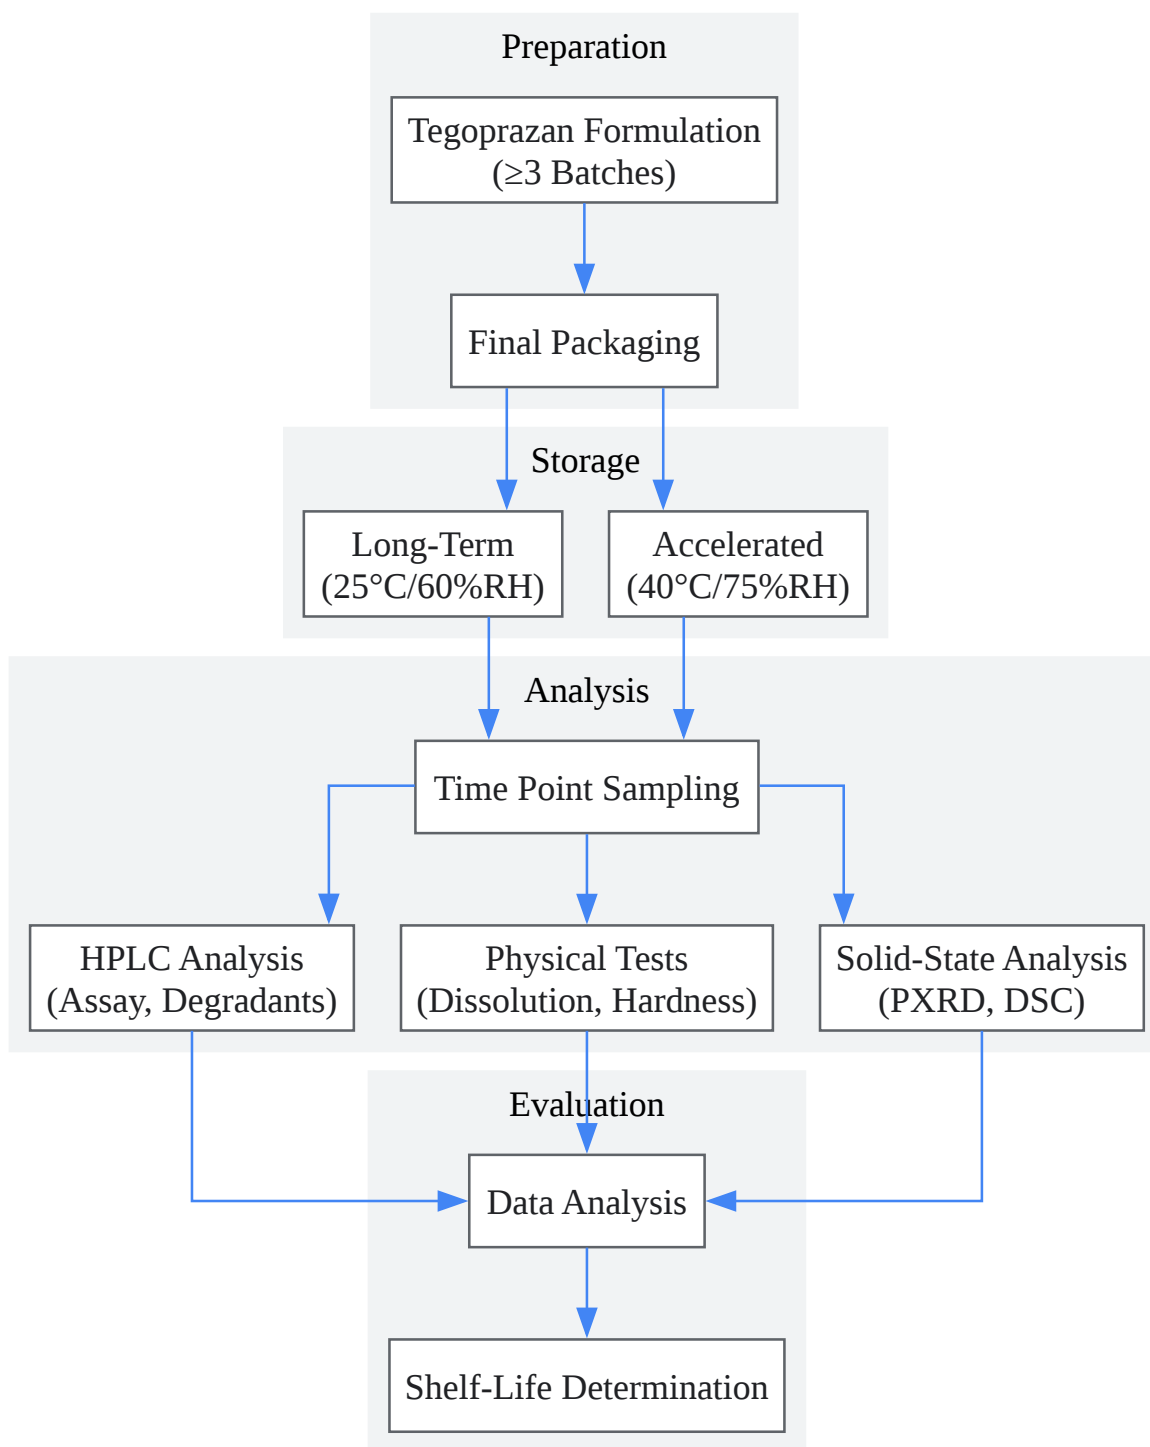 Preparation
Tegoprazan Formulation
(≥3 Batches)
Final Packaging
Storage
Long-Term
(25°C/60%RH)
Accelerated
(40°C/75%RH)
Analysis
Time Point Sampling
HPLC Analysis
(Assay, Degradants)
Physical Tests
(Dissolution, Hardness)
Solid-State Analysis
(PXRD, DSC)
Evaluation
Data Analysis
Shelf-Life Determination